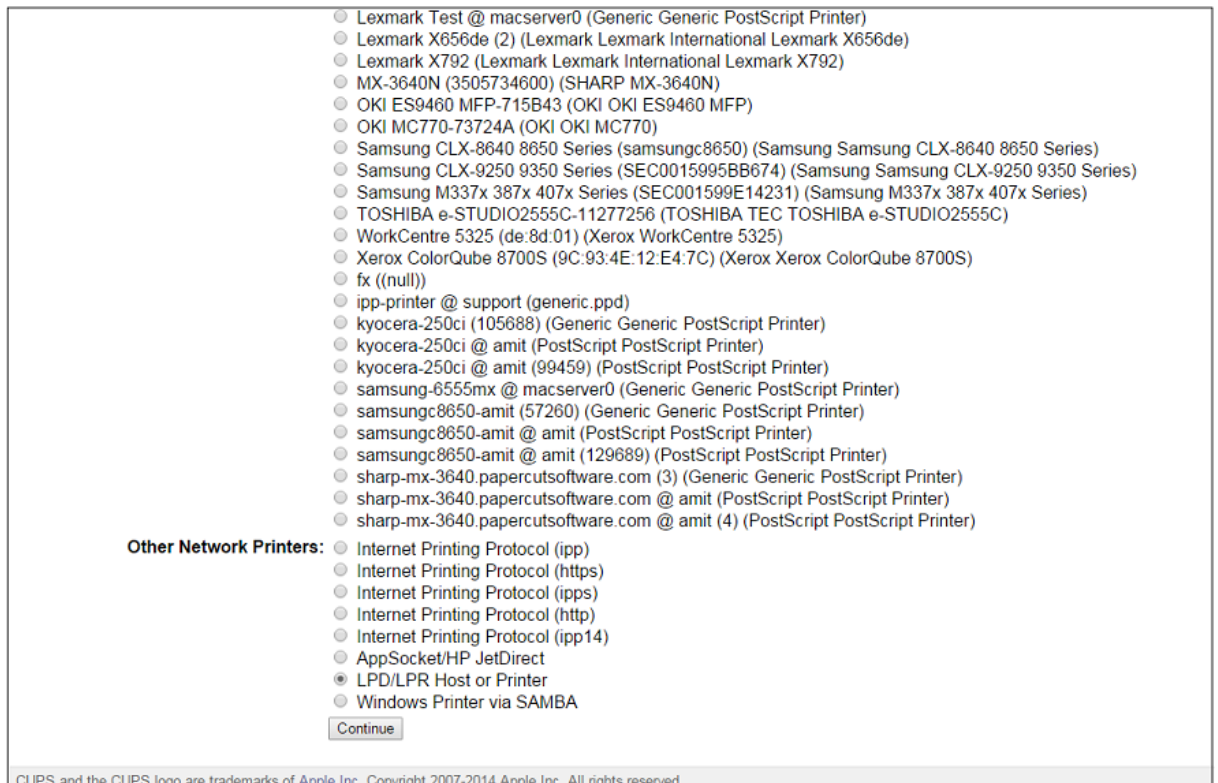 Lexmark Test @ macserver0 (Generic Generic PostScript Printer)
Lexmark X656de (2) (Lexmark Lexmark International Lexmark X656de)
Lexmark X792 (Lexmark Lexmark International Lexmark X792)
MX-3640N (3505734600) (SHARP MX-3640N)
OKI ES9460 MFP-715B43 (OKI OKI ES9460 MFP)
OKI MC770-73724A (OKI OKI MC770)
Samsung CLX-8640 8650 Series (samsungc8650) (Samsung Samsung CLX-8640 8650 Series)
Samsung CLX-9250 9350 Series (SEC0015995BB674) (Samsung Samsung CLX-9250 9350 Series)
Samsung M337x 387x 407x Series (SEC001599E14231) (Samsung M337x 387x 407x Series)
TOSHIBA e-STUDIO2555C-11277256 (TOSHIBA TEC TOSHIBA e-STUDIO2555C)
WorkCentre 5325 (de:8d:01) (Xerox WorkCentre 5325)
Xerox ColorQube 8700S (9C:93:4E:12:E4:7C) (Xerox Xerox ColorQube 8700S)
fx ((null))
ipp-printer @ support (generic.ppd)
kyocera-250ci (105688) (Generic Generic PostScript Printer)
kyocera-250ci @ amit (PostScript PostScript Printer)
kyocera-250ci @ amit (99459) (PostScript PostScript Printer)
samsung-6555mx @ macserver0 (Generic Generic PostScript Printer)
samsungc8650-amit (57260) (Generic Generic PostScript Printer)
samsungc8650-amit @ amit (PostScript PostScript Printer)
samsungc8650-amit @ amit (129689) (PostScript PostScript Printer)
sharp-mx-3640.papercutsoftware.com (3) (Generic Generic PostScript Printer)
sharp-mx-3640.papercutsoftware.com @ amit (PostScript PostScript Printer)
sharp-mx-3640.papercutsoftware.com @ amit (4) (PostScript PostScript Printer)
Other Network Printers: Internet Printing Protocol (ipp)
Internet Printing Protocol (https)
Internet Printing Protocol (ipps)
Internet Printing Protocol (http)
Internet Printing Protocol (ipp14)
AppSocket/HP JetDirect
LPD/LPR Host or Printer
Windows Printer via SAMBA
Continue
CUPS and the CUPS logo are trademarks of Apple Inc. Copyright 2007-2014 Apple Inc. All rights reserved.